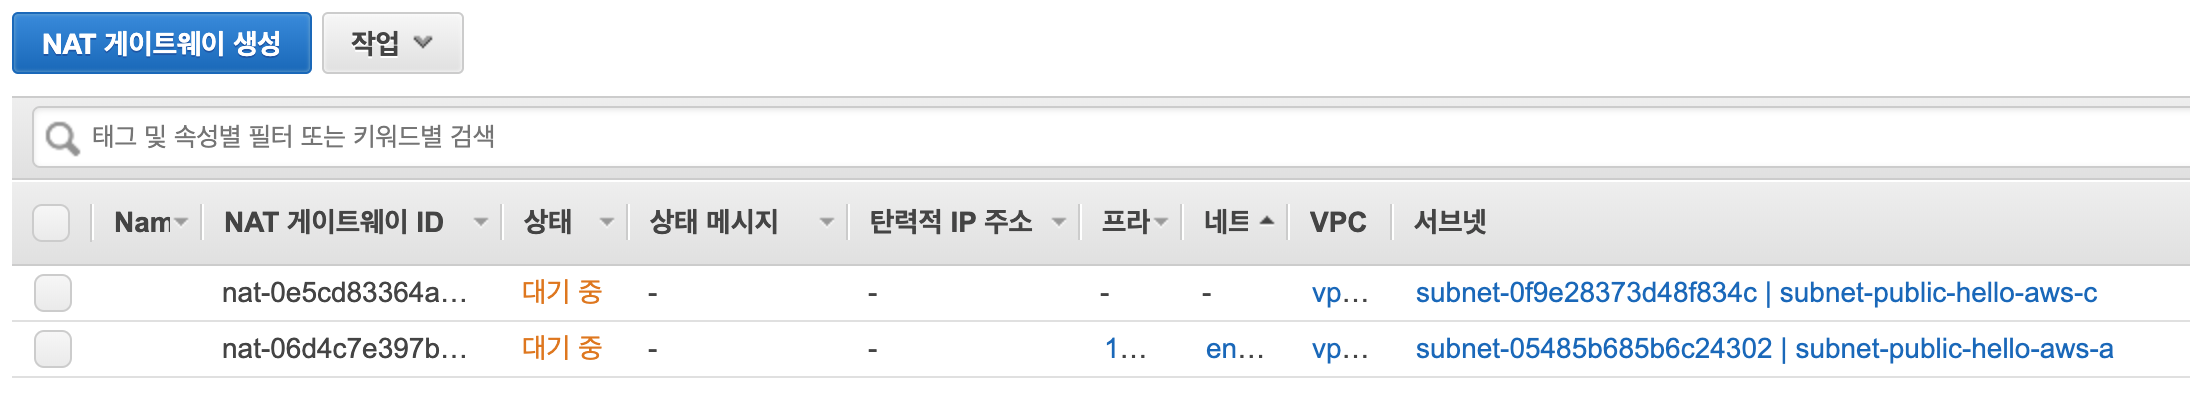 NAT 게이트웨이 생성 작업
태그 및 속성별 필터 또는 키워드별 검색
Nam NAT 게이트웨이 ID 상태 상태 메시지 탄력적 IP 주소 프라 네트 VPC 서브넷
nat-0e5cd83364a... 대기 중 - - - - vp... subnet-0f9e28373d48f834c | subnet-public-hello-aws-c
nat-06d4c7e397b... 대기 중 - - 1... en... vp... subnet-05485b685b6c24302 | subnet-public-hello-aws-a